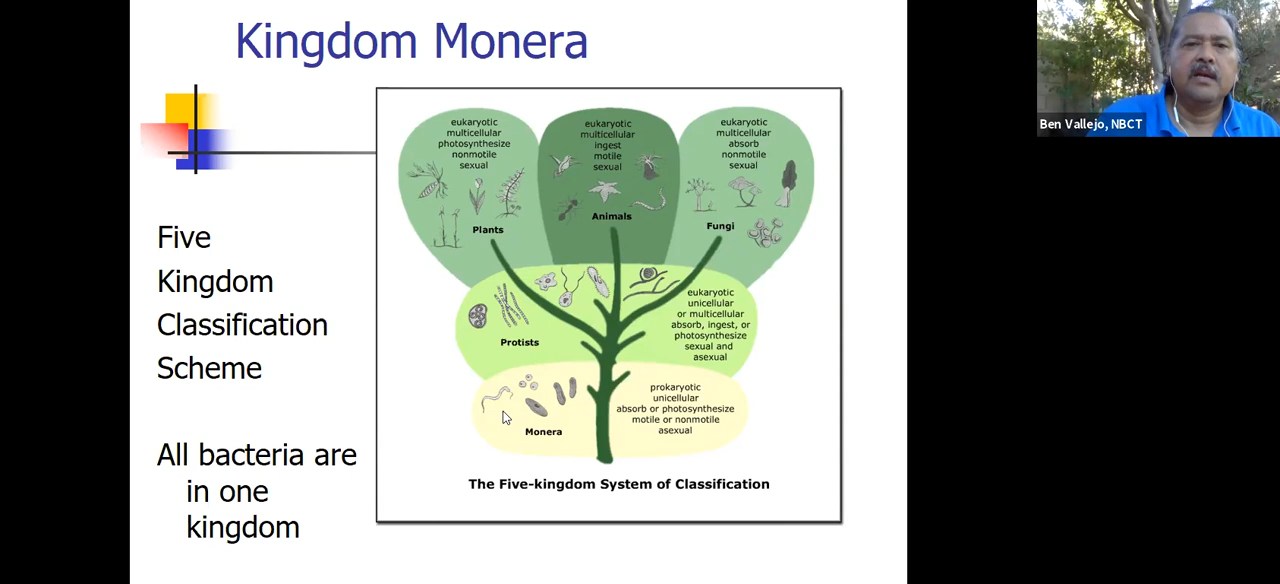 Kingdom Monera
Ben Vallejo, NBCT
Five
Kingdom
Classification
Scheme
All bacteria are
in one
kingdom
eukaryotic
multicellular
photosynthesize
nonmotile
sexual
Plants
eukaryotic
multicellular
ingest
motile
sexual
Animals
eukaryotic
multicellular
absorb
nonmotile
sexual
Fungi
Protists
eukaryotic
unicellular
or multicellular
absorb, ingest, or
photosynthesize
sexual and
asexual
Monera
prokaryotic
unicellular
absorb or photosynthesize
motile or nonmotile
asexual
The Five-kingdom System of Classification